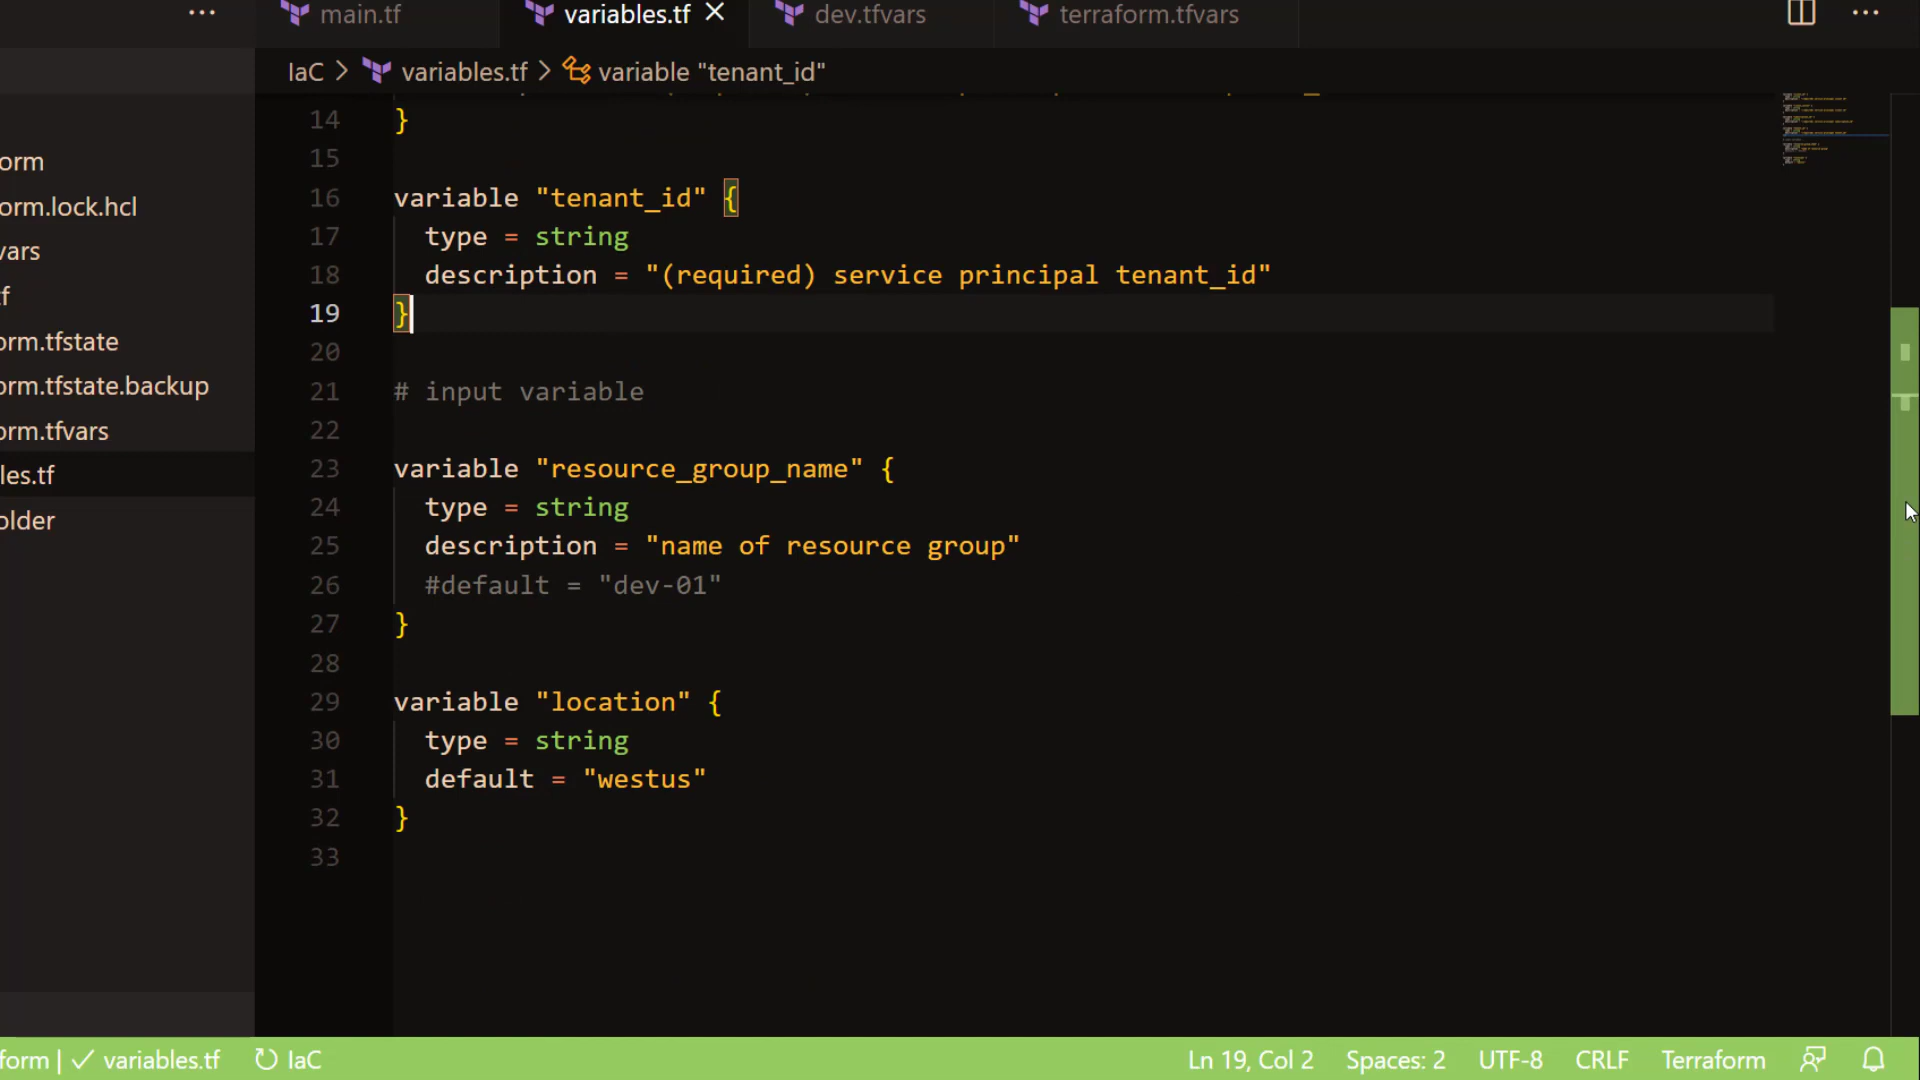 main.tf
variables.tf
dev.tfvars
terraform.tfvars
IaC > variables.tf > variable "tenant_id"
orm
orm.lock.hcl
vars
f
orm.tfstate
orm.tfstate.backup
orm.tfvars
les.tf
older
14 }
15
16 variable "tenant_id" {
17 type = string
18 description = "(required) service principal tenant_id"
19 }
20
21 # input variable
22
23 variable "resource_group_name" {
24 type = string
25 description = "name of resource group"
26 #default = "dev-01"
27 }
28
29 variable "location" {
30 type = string
31 default = "westus"
32 }
33
form | ✓ variables.tf IaC Ln 19, Col 2 Spaces: 2 UTF-8 CRLF Terraform